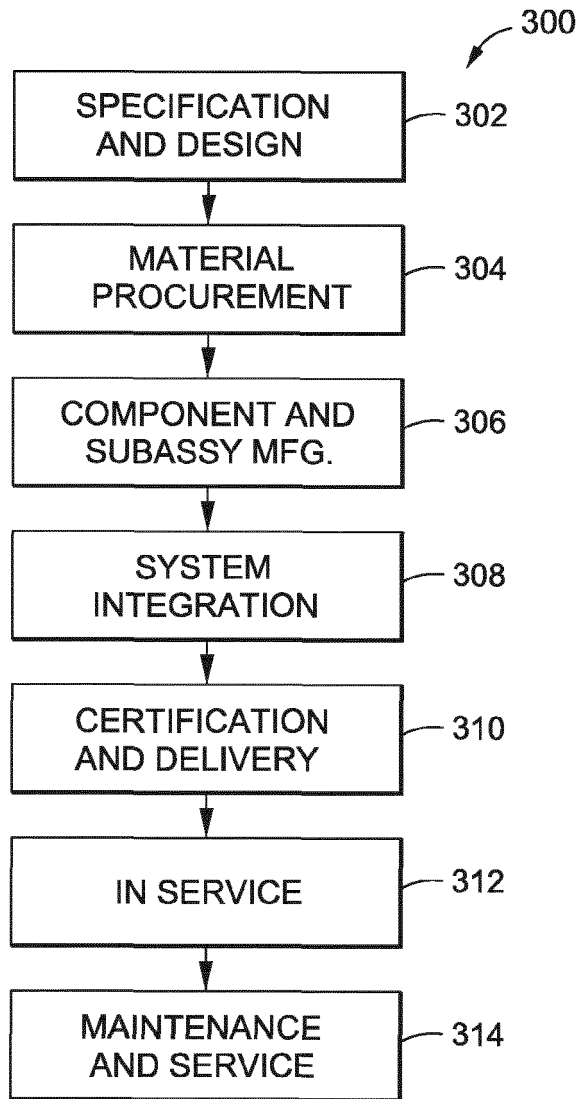 300
SPECIFICATION
AND DESIGN
302
MATERIAL
PROCUREMENT
304
COMPONENT AND
SUBASSY MFG.
306
SYSTEM
INTEGRATION
308
CERTIFICATION
AND DELIVERY
310
IN SERVICE
312
MAINTENANCE
AND SERVICE
314